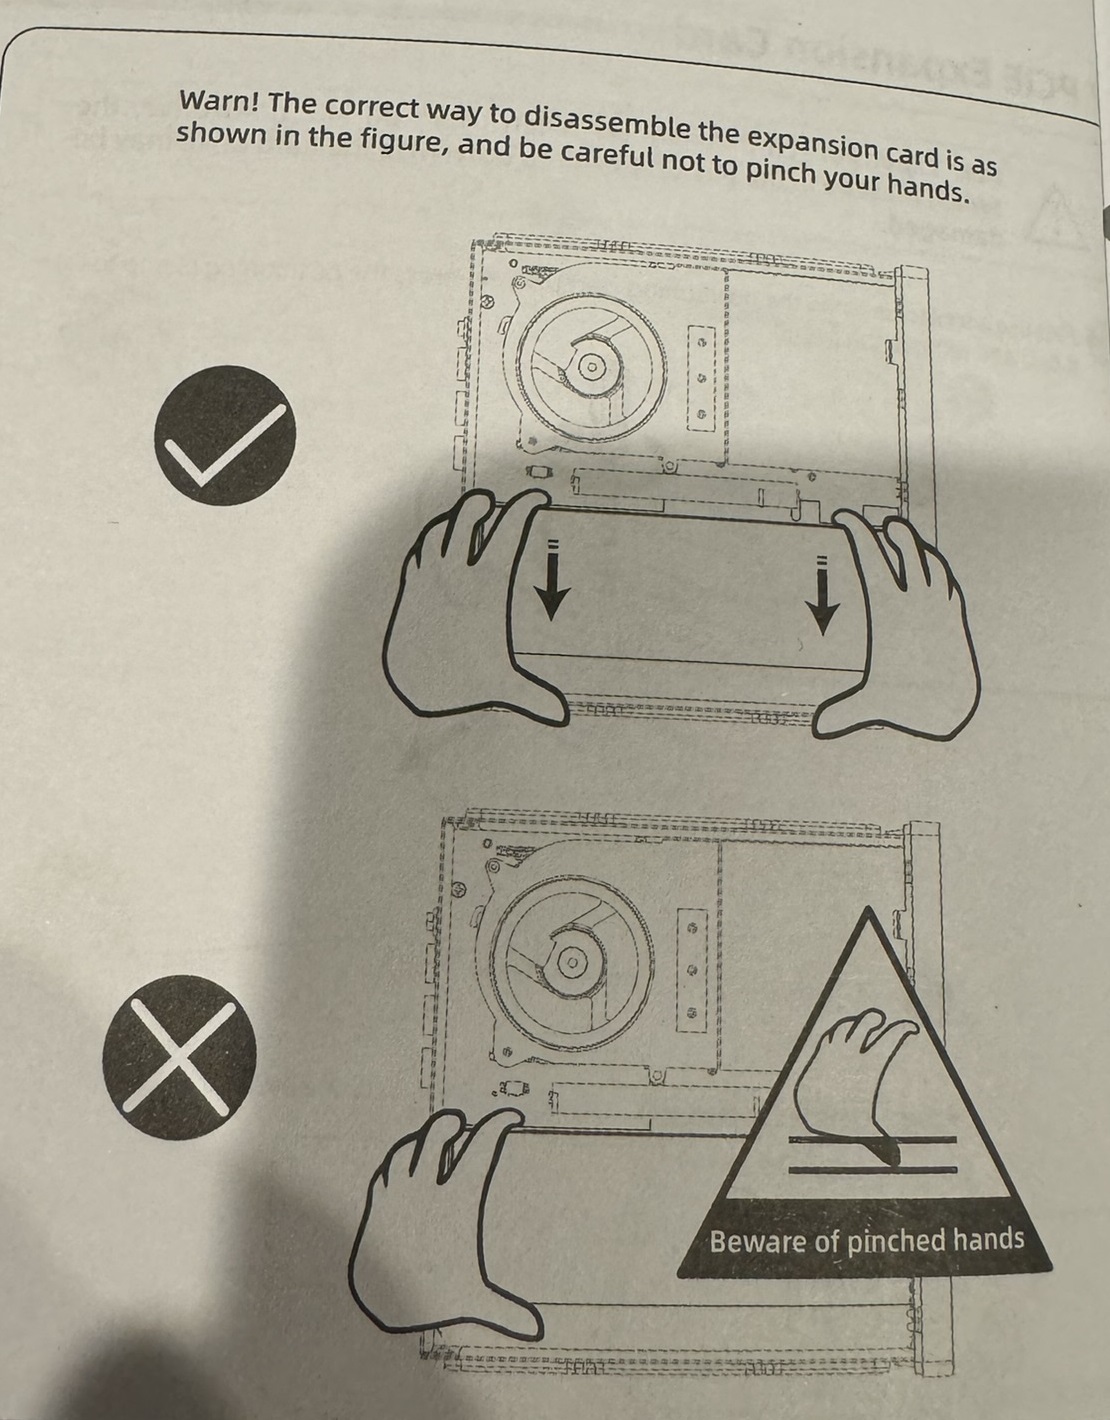 Warn! The correct way to disassemble the expansion card is as
shown in the figure, and be careful not to pinch your hands.
Beware of pinched hands